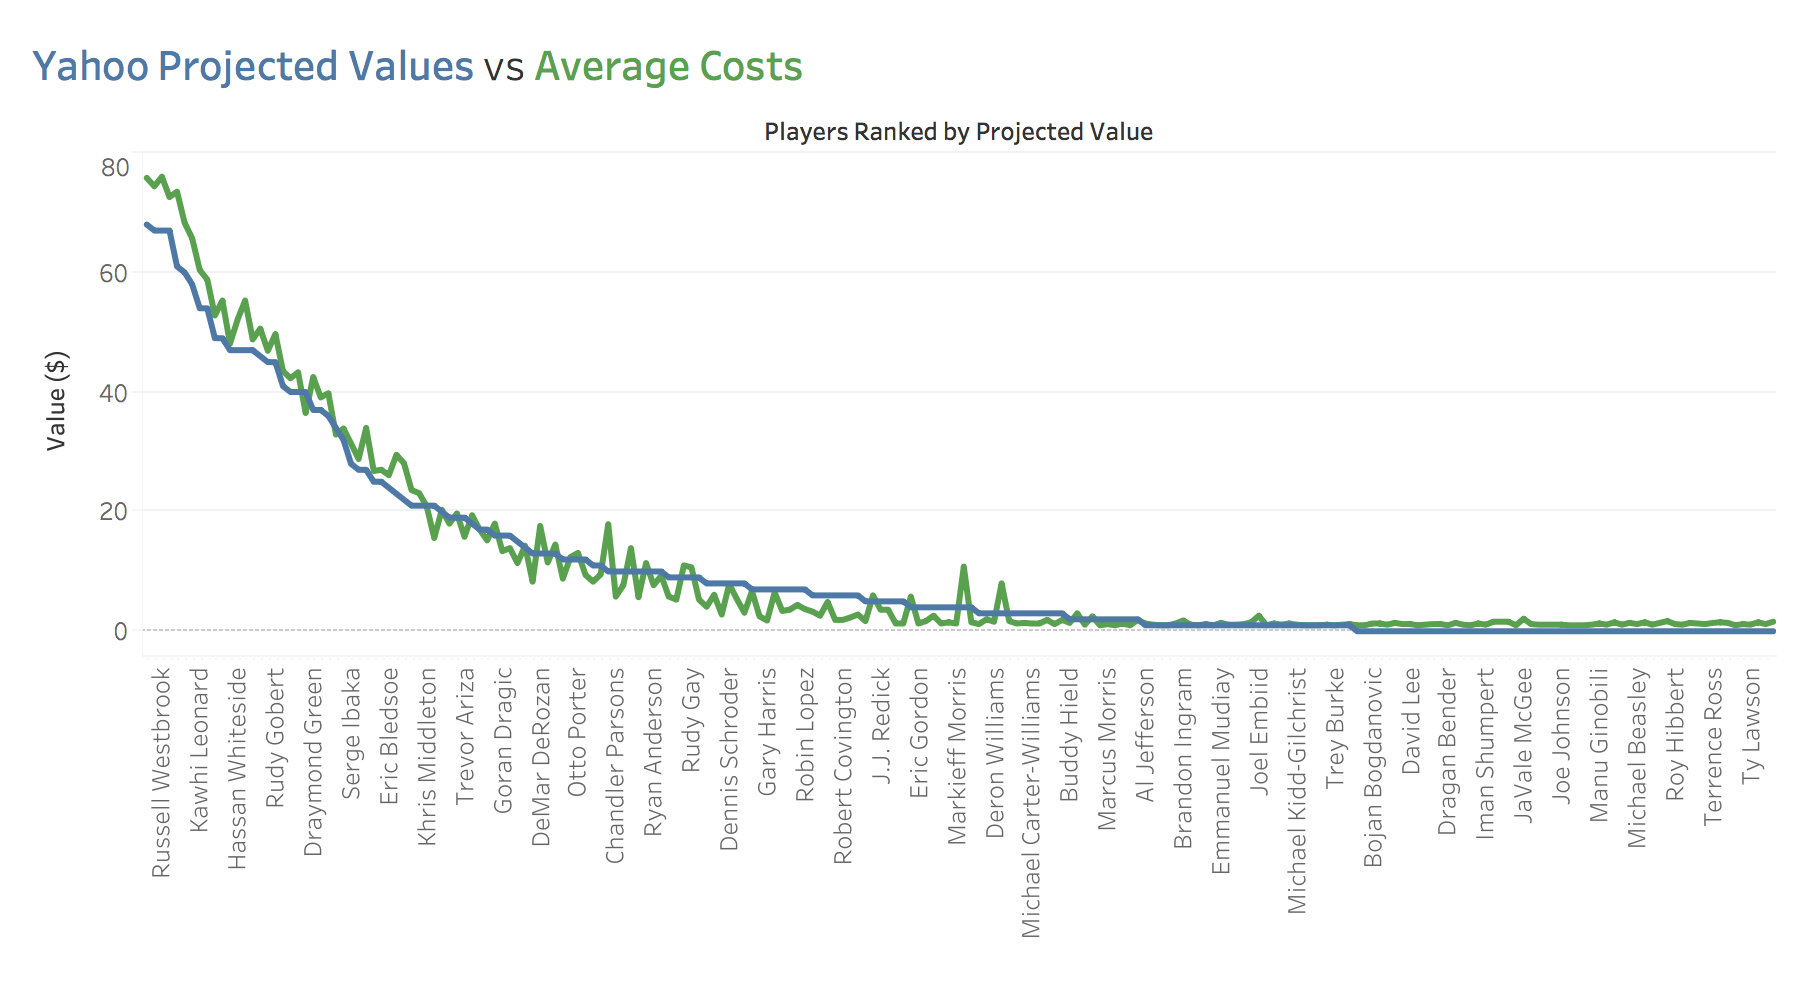 Yahoo Projected Values vs Average Costs
Players Ranked by Projected Value
Value ($)
80
60
40
20
0
Russell Westbrook
Kawhi Leonard
Hassan Whiteside
Rudy Gobert
Draymond Green
Serge Ibaka
Eric Bledsoe
Khris Middleton
Trevor Ariza
Goran Dragic
DeMar DeRozan
Otto Porter
Chandler Parsons
Ryan Anderson
Rudy Gay
Dennis Schroder
Gary Harris
Robin Lopez
Robert Covington
J.J. Redick
Eric Gordon
Markieff Morris
Deron Williams
Michael Carter-Williams
Buddy Hield
Marcus Morris
Al Jefferson
Brandon Ingram
Emmanuel Mudiay
Joel Embiid
Michael Kidd-Gilchrist
Trey Burke
Bojan Bogdanovic
David Lee
Dragan Bender
Iman Shumpert
JaVale McGee
Joe Johnson
Manu Ginobili
Michael Beasley
Roy Hibbert
Terrence Ross
Ty Lawson